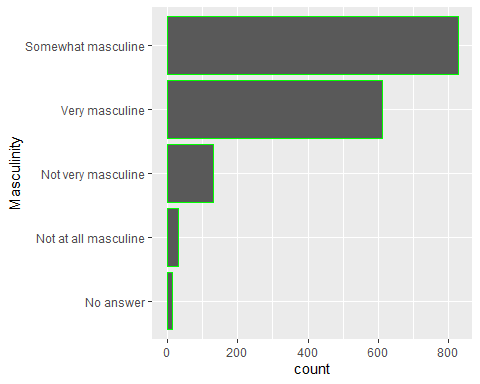 Somewhat masculine
Very masculine
Not very masculine
Not at all masculine
No answer
Masculinity
0 200 400 600 800
count